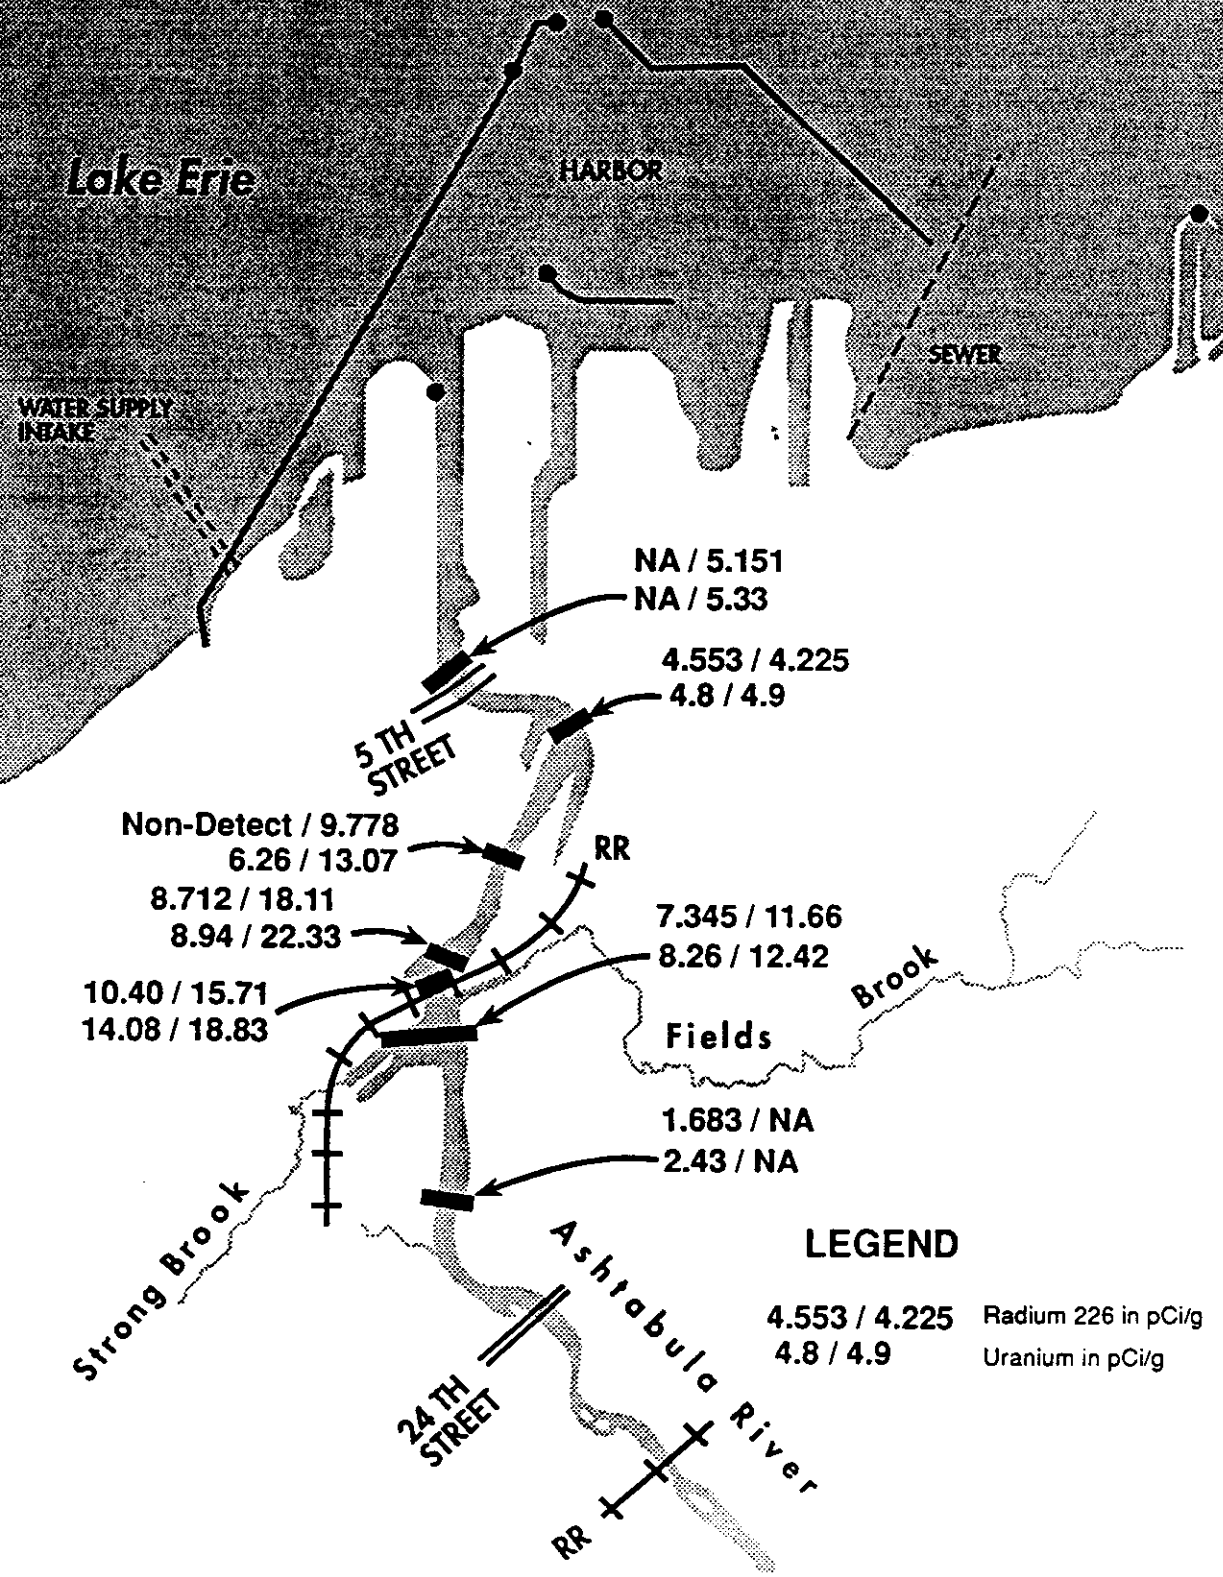 Lake Erie
HARBOR
SEWER
WATER SUPPLY
INTAKE
NA / 5.151
NA / 5.33
4.553 / 4.225
4.8 / 4.9
5 TH
STREET
Non-Detect / 9.778
6.26 / 13.07
RR
8.712 / 18.11
8.94 / 22.33
7.345 / 11.66
8.26 / 12.42
10.40 / 15.71
14.08 / 18.83
Fields Brook
1.683 / NA
2.43 / NA
Strong Brook
Ashtabula River
24 TH
STREET
RR
LEGEND
4.553 / 4.225 Radium 226 in pCi/g
4.8 / 4.9 Uranium in pCi/g